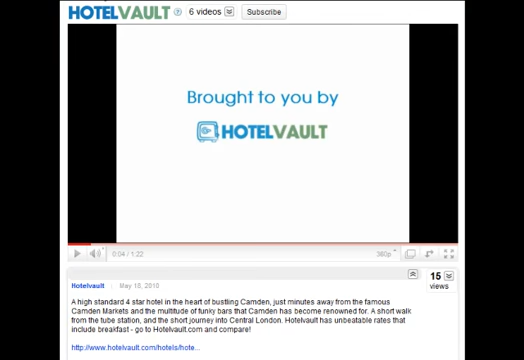 HOTELVAULT ? 6 videos Subscribe
Brought to you by
HOTELVAULT
0:04 / 1:22 360p
Hotelvault May 18, 2010 15 views
A high standard 4 star hotel in the heart of bustling Camden, just minutes away from the famous
Camden Markets and the multitude of funky bars that Camden has become renowned for. A short walk
from the tube station, and the short journey into Central London. Hotelvault has unbeatable rates that
include breakfast - go to Hotelvault.com and compare!
http://www.hotelvault.com/hotels/hote...